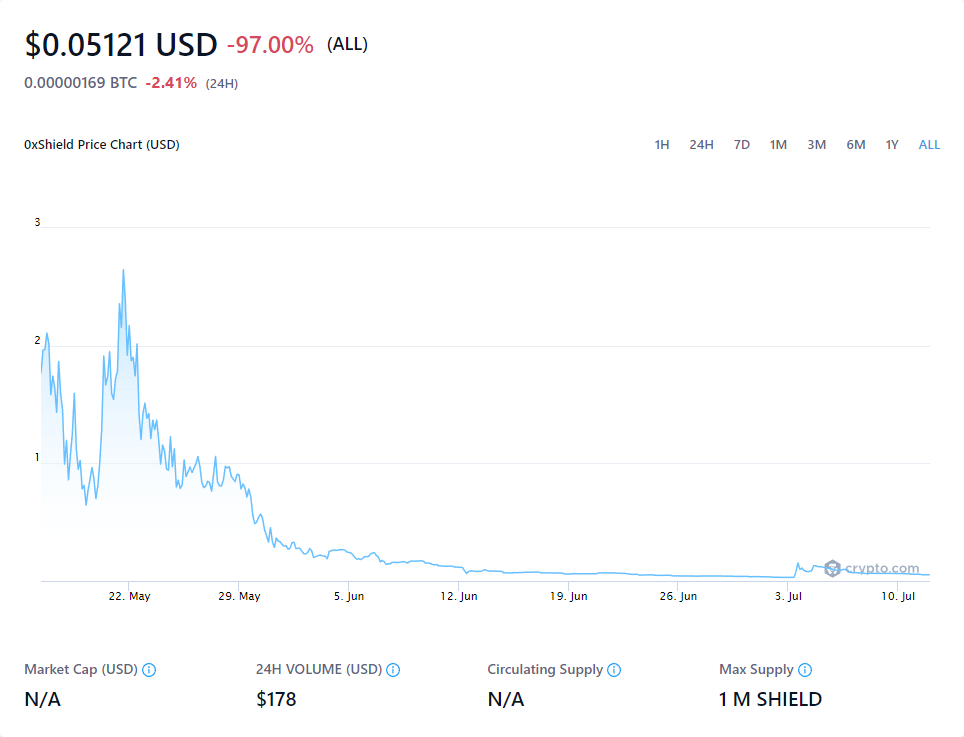 $0.05121 USD -97.00% (ALL)
0.00000169 BTC -2.41% (24H)
0xShield Price Chart (USD) 1H 24H 7D 1M 3M 6M 1Y ALL
3
2
1
crypto.com
22. May 29. May 5. Jun 12. Jun 19. Jun 26. Jun 3. Jul 10. Jul
Market Cap (USD) 24H VOLUME (USD) Circulating Supply Max Supply
N/A $178 N/A 1 M SHIELD